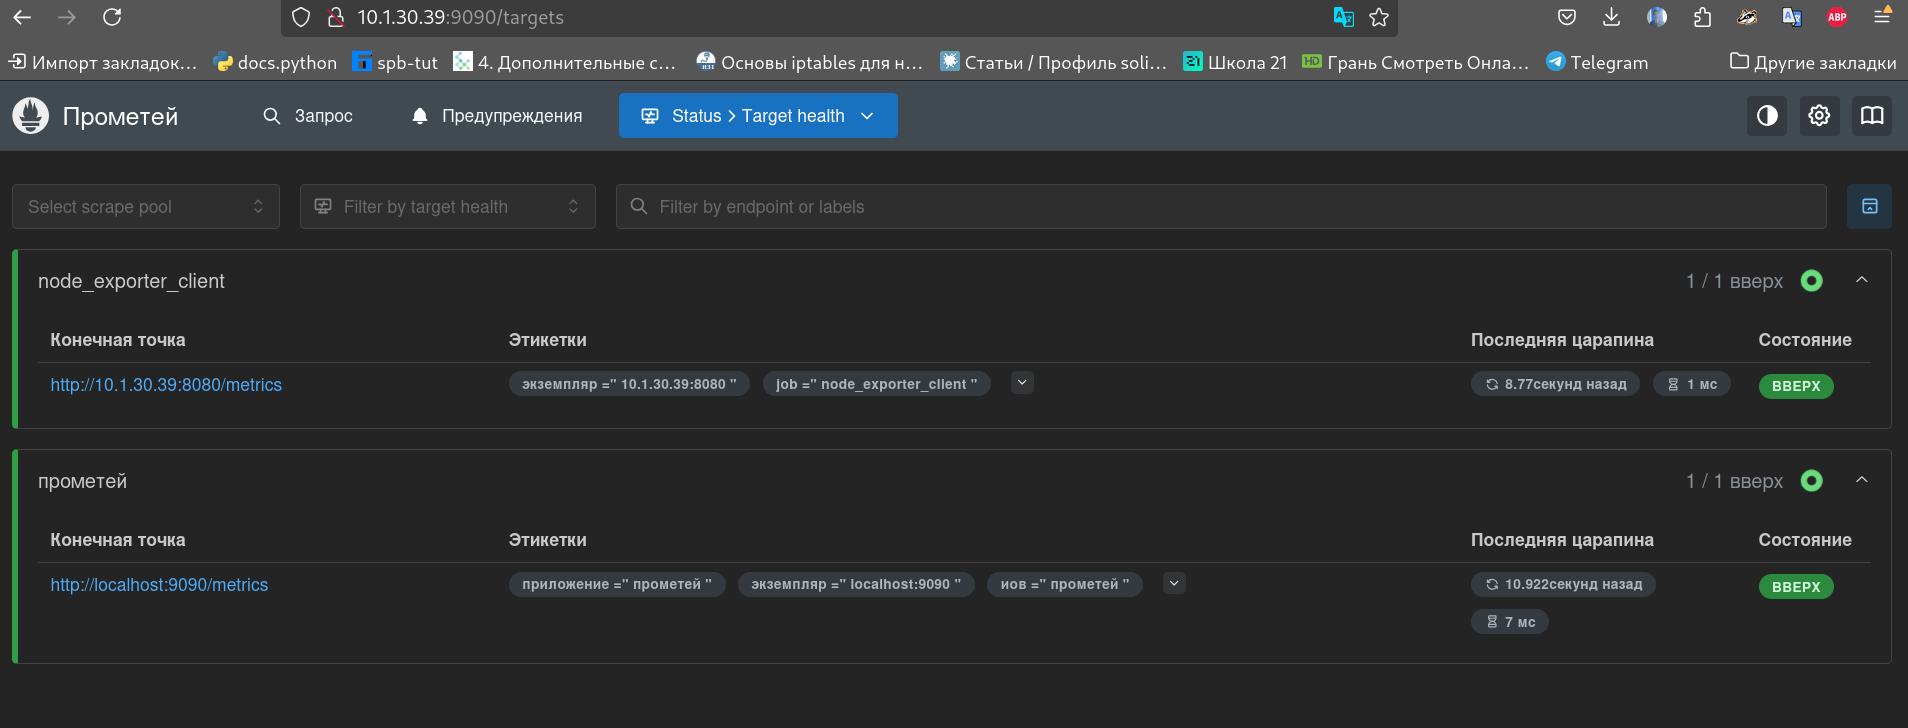 10.1.30.39:9090/targets
Импорт закладок... docs.python spb-tut 4. Дополнительные с... Основы iptables для н... Статьи / Профиль soli... 21 Школа 21 HD Грань Смотреть Онла... Telegram Другие закладки
ABP
Прометей Запрос Предупреждения Status > Target health
Select scrape pool Filter by target health Filter by endpoint or labels
node_exporter_client 1 / 1 вверх
Конечная точка Этикетки Последняя царапина Состояние
http://10.1.30.39:8080/metrics экземпляр =" 10.1.30.39:8080 " job =" node_exporter_client " 8.77секунд назад 1 мс ВВЕРХ
прометей 1 / 1 вверх
Конечная точка Этикетки Последняя царапина Состояние
http://localhost:9090/metrics приложение =" прометей " экземпляр =" localhost:9090 " иов =" прометей " 10.922секунд назад ВВЕРХ
7 мс